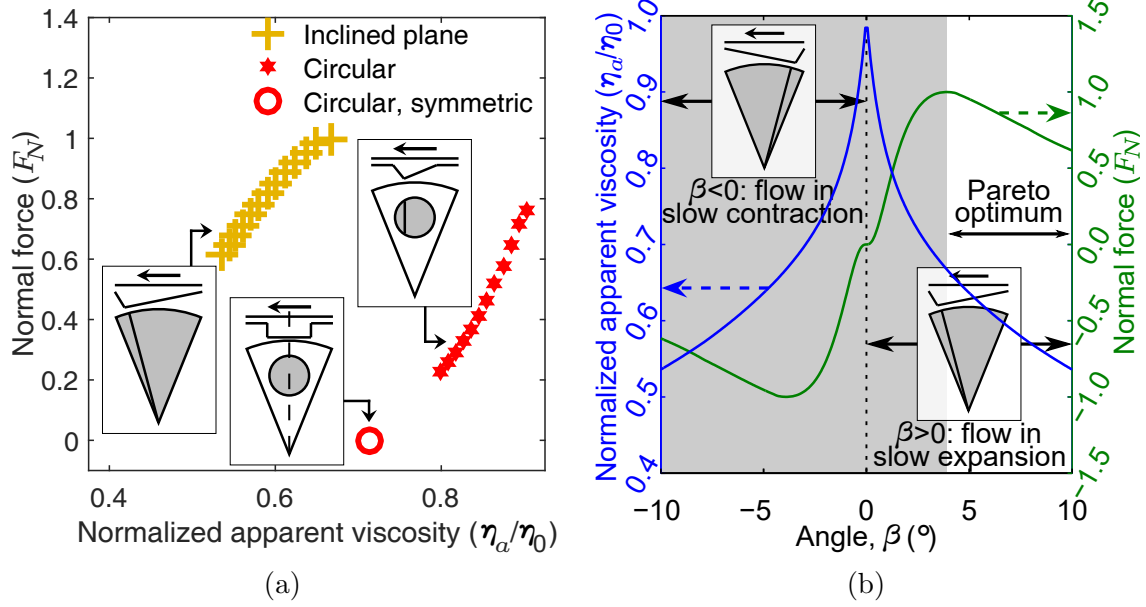 Inclined plane
Circular
Circular, symmetric
Normal force (F_N)
1.4
1.2
1
0.8
0.6
0.4
0.2
0
0.4
0.6
0.8
Normalized apparent viscosity (η_a/η_0)
(a)
Normalized apparent viscosity (η_a/η_0)
1.0
0.9
0.8
0.7
0.6
0.5
0.4
β<0: flow in
slow contraction
Pareto
optimum
β>0: flow in
slow expansion
1.5
1.0
0.5
0.0
−0.5
−1.0
−1.5
Normal force (F_N)
−10
−5
0
5
10
Angle, β (°)
(b)